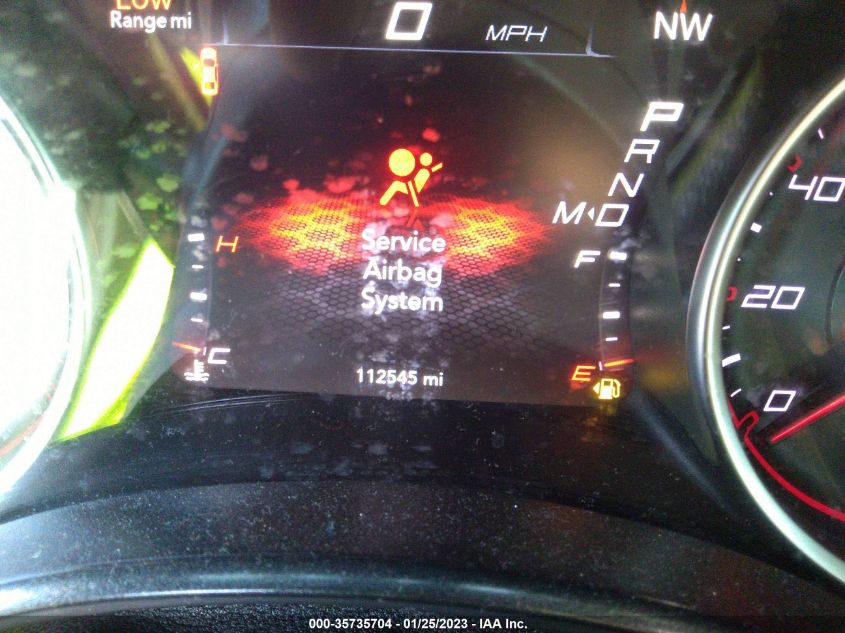 LOW
Range mi
0 MPH
NW
P
R
N
M D
H
F
Service
Airbag
System
C
E
112545 mi
40
20
0
000-35735704 - 01/25/2023 - IAA Inc.